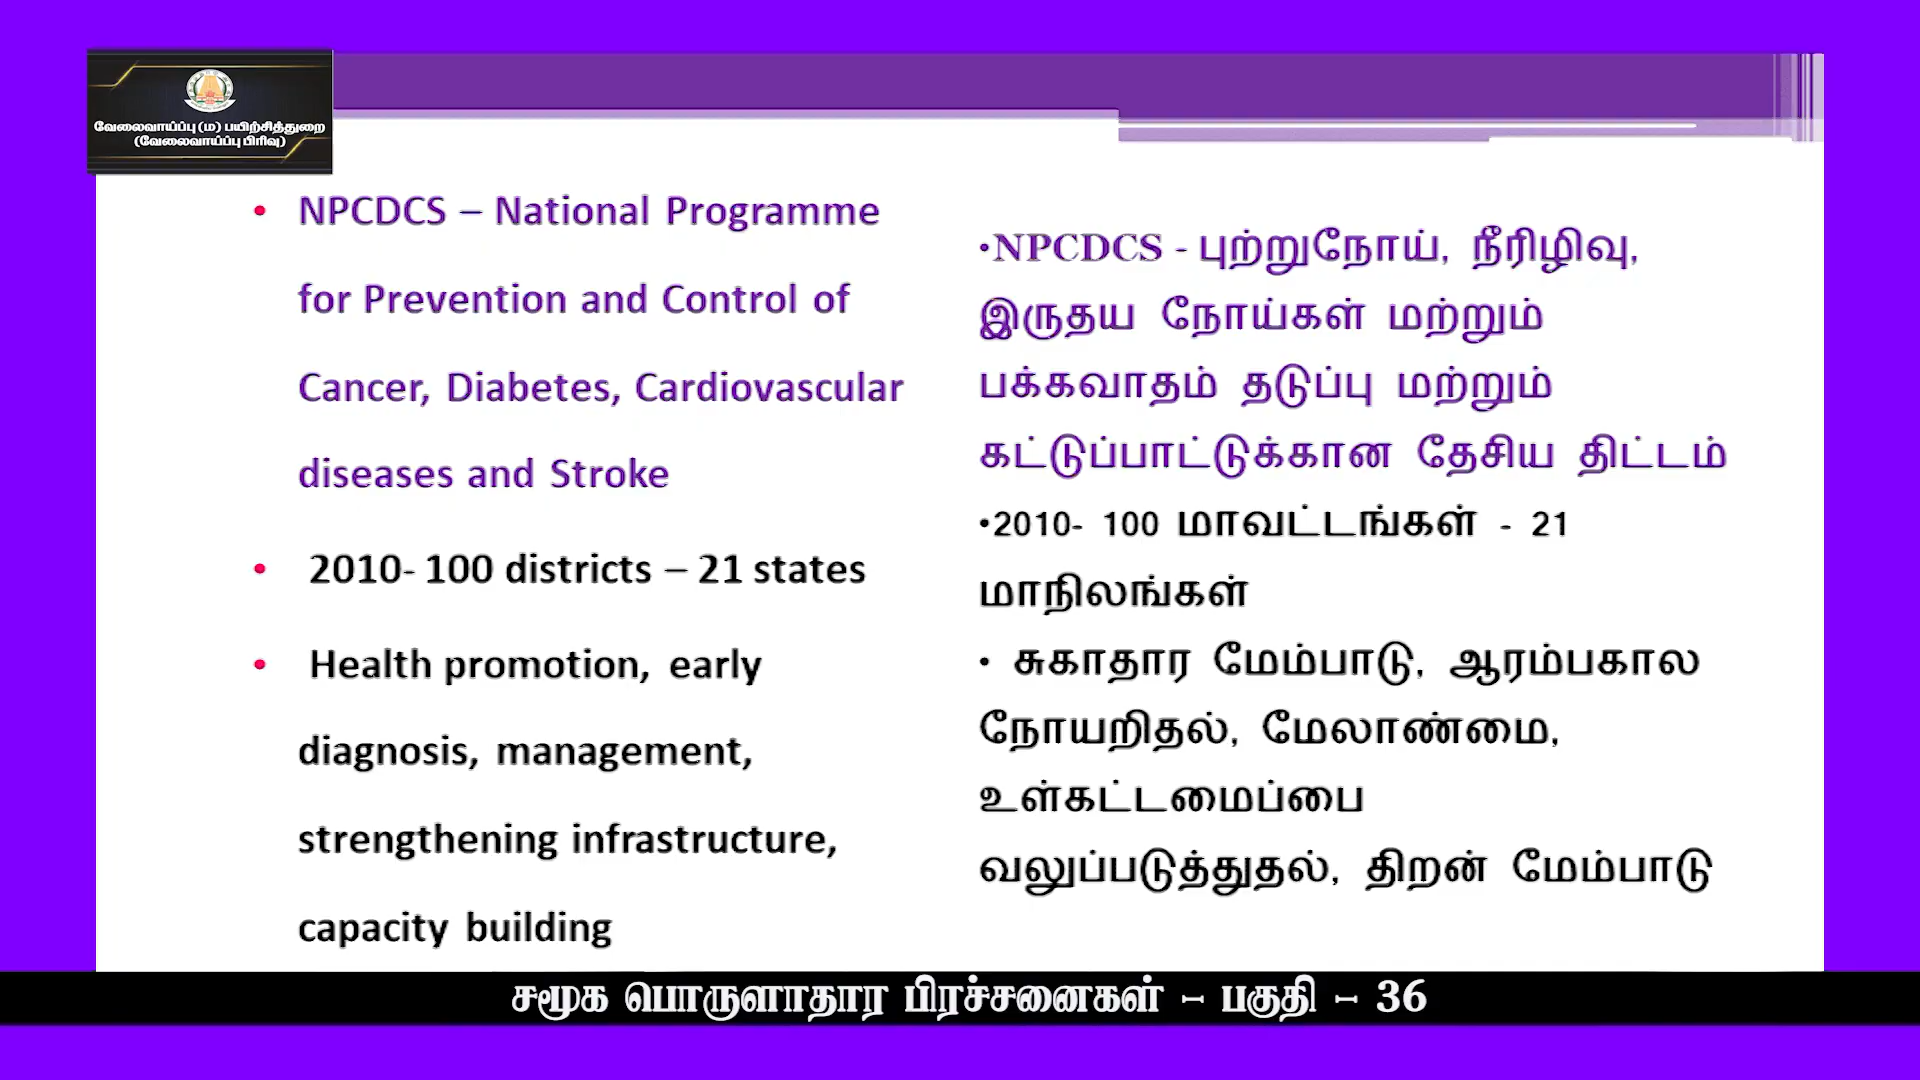 வேலைவாய்ப்பு (ம) பயிற்சித்துறை
(வேலைவாய்ப்பு பிரிவு)
• NPCDCS – National Programme
for Prevention and Control of
Cancer, Diabetes, Cardiovascular
diseases and Stroke
• 2010- 100 districts – 21 states
• Health promotion, early
diagnosis, management,
strengthening infrastructure,
capacity building
•NPCDCS - புற்றுநோய், நீரிழிவு,
இருதய நோய்கள் மற்றும்
பக்கவாதம் தடுப்பு மற்றும்
கட்டுப்பாட்டுக்கான தேசிய திட்டம்
•2010- 100 மாவட்டங்கள் - 21
மாநிலங்கள்
• சுகாதார மேம்பாடு, ஆரம்பகால
நோயறிதல், மேலாண்மை,
உள்கட்டமைப்பை
வலுப்படுத்துதல், திறன் மேம்பாடு
சமூக பொருளாதார பிரச்சனைகள் – பகுதி – 36